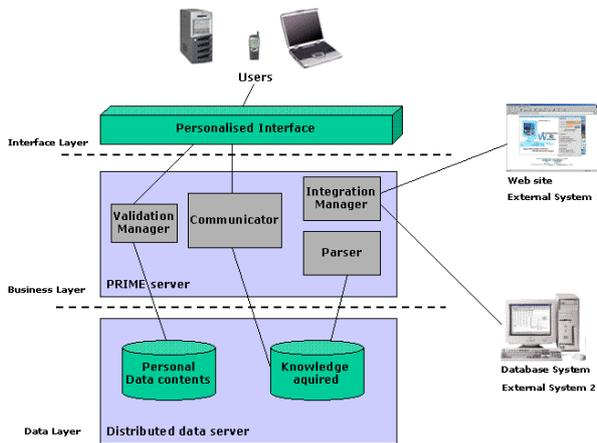 Users
Personalised Interface
Interface Layer
Web site
External System
Integration
Manager
Validation
Manager
Communicator
Parser
Business Layer
PRIME server
Database System
External System 2
Personal
Data contents
Knowledge
aquired
Data Layer
Distributed data server